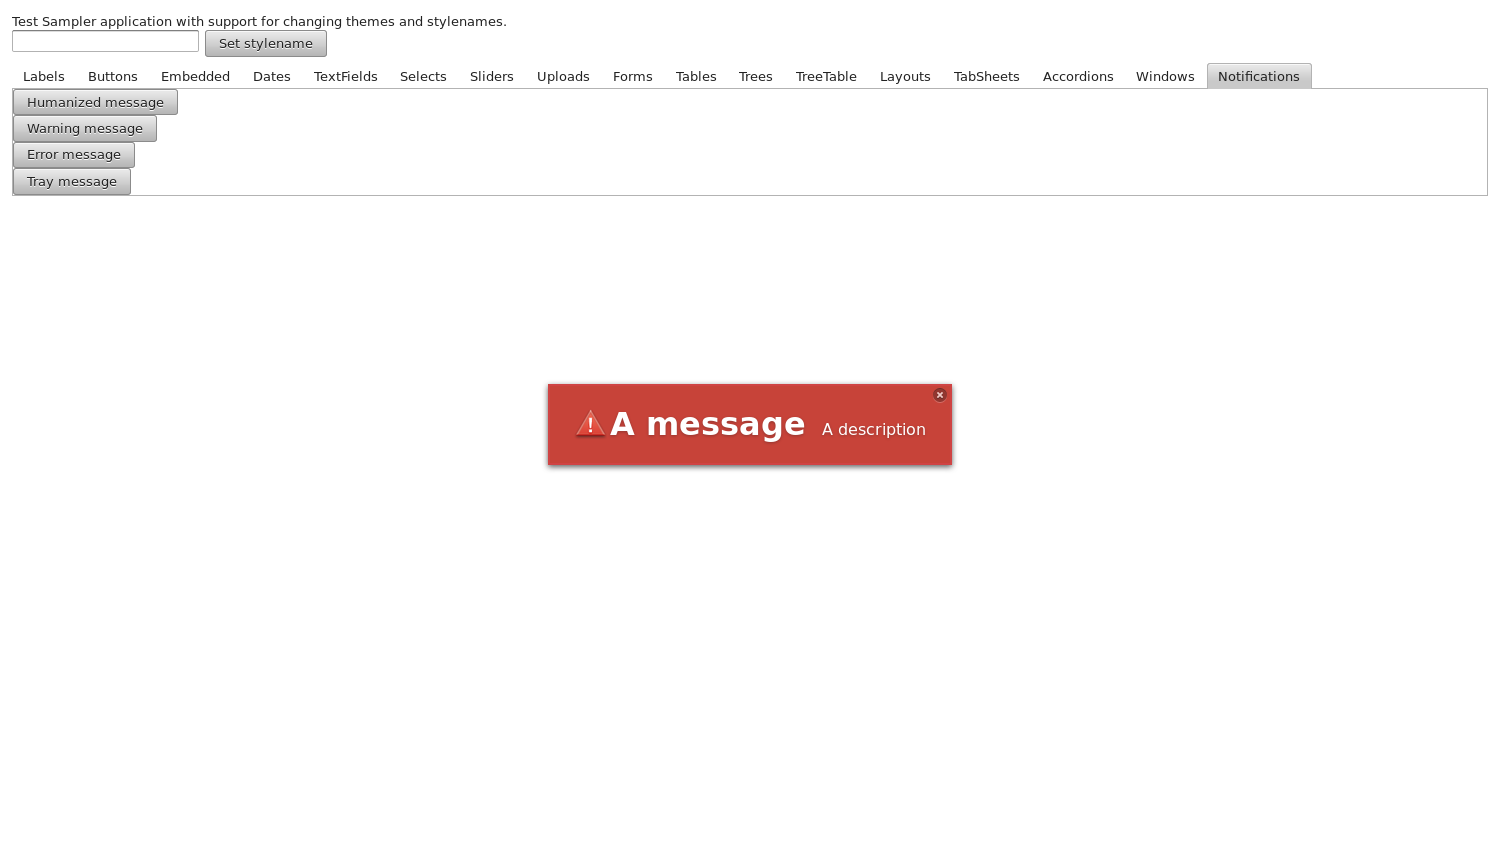 Test Sampler application with support for changing themes and stylenames.
Set stylename
Labels Buttons Embedded Dates TextFields Selects Sliders Uploads Forms Tables Trees TreeTable Layouts TabSheets Accordions Windows Notifications
Humanized message
Warning message
Error message
Tray message
A message A description